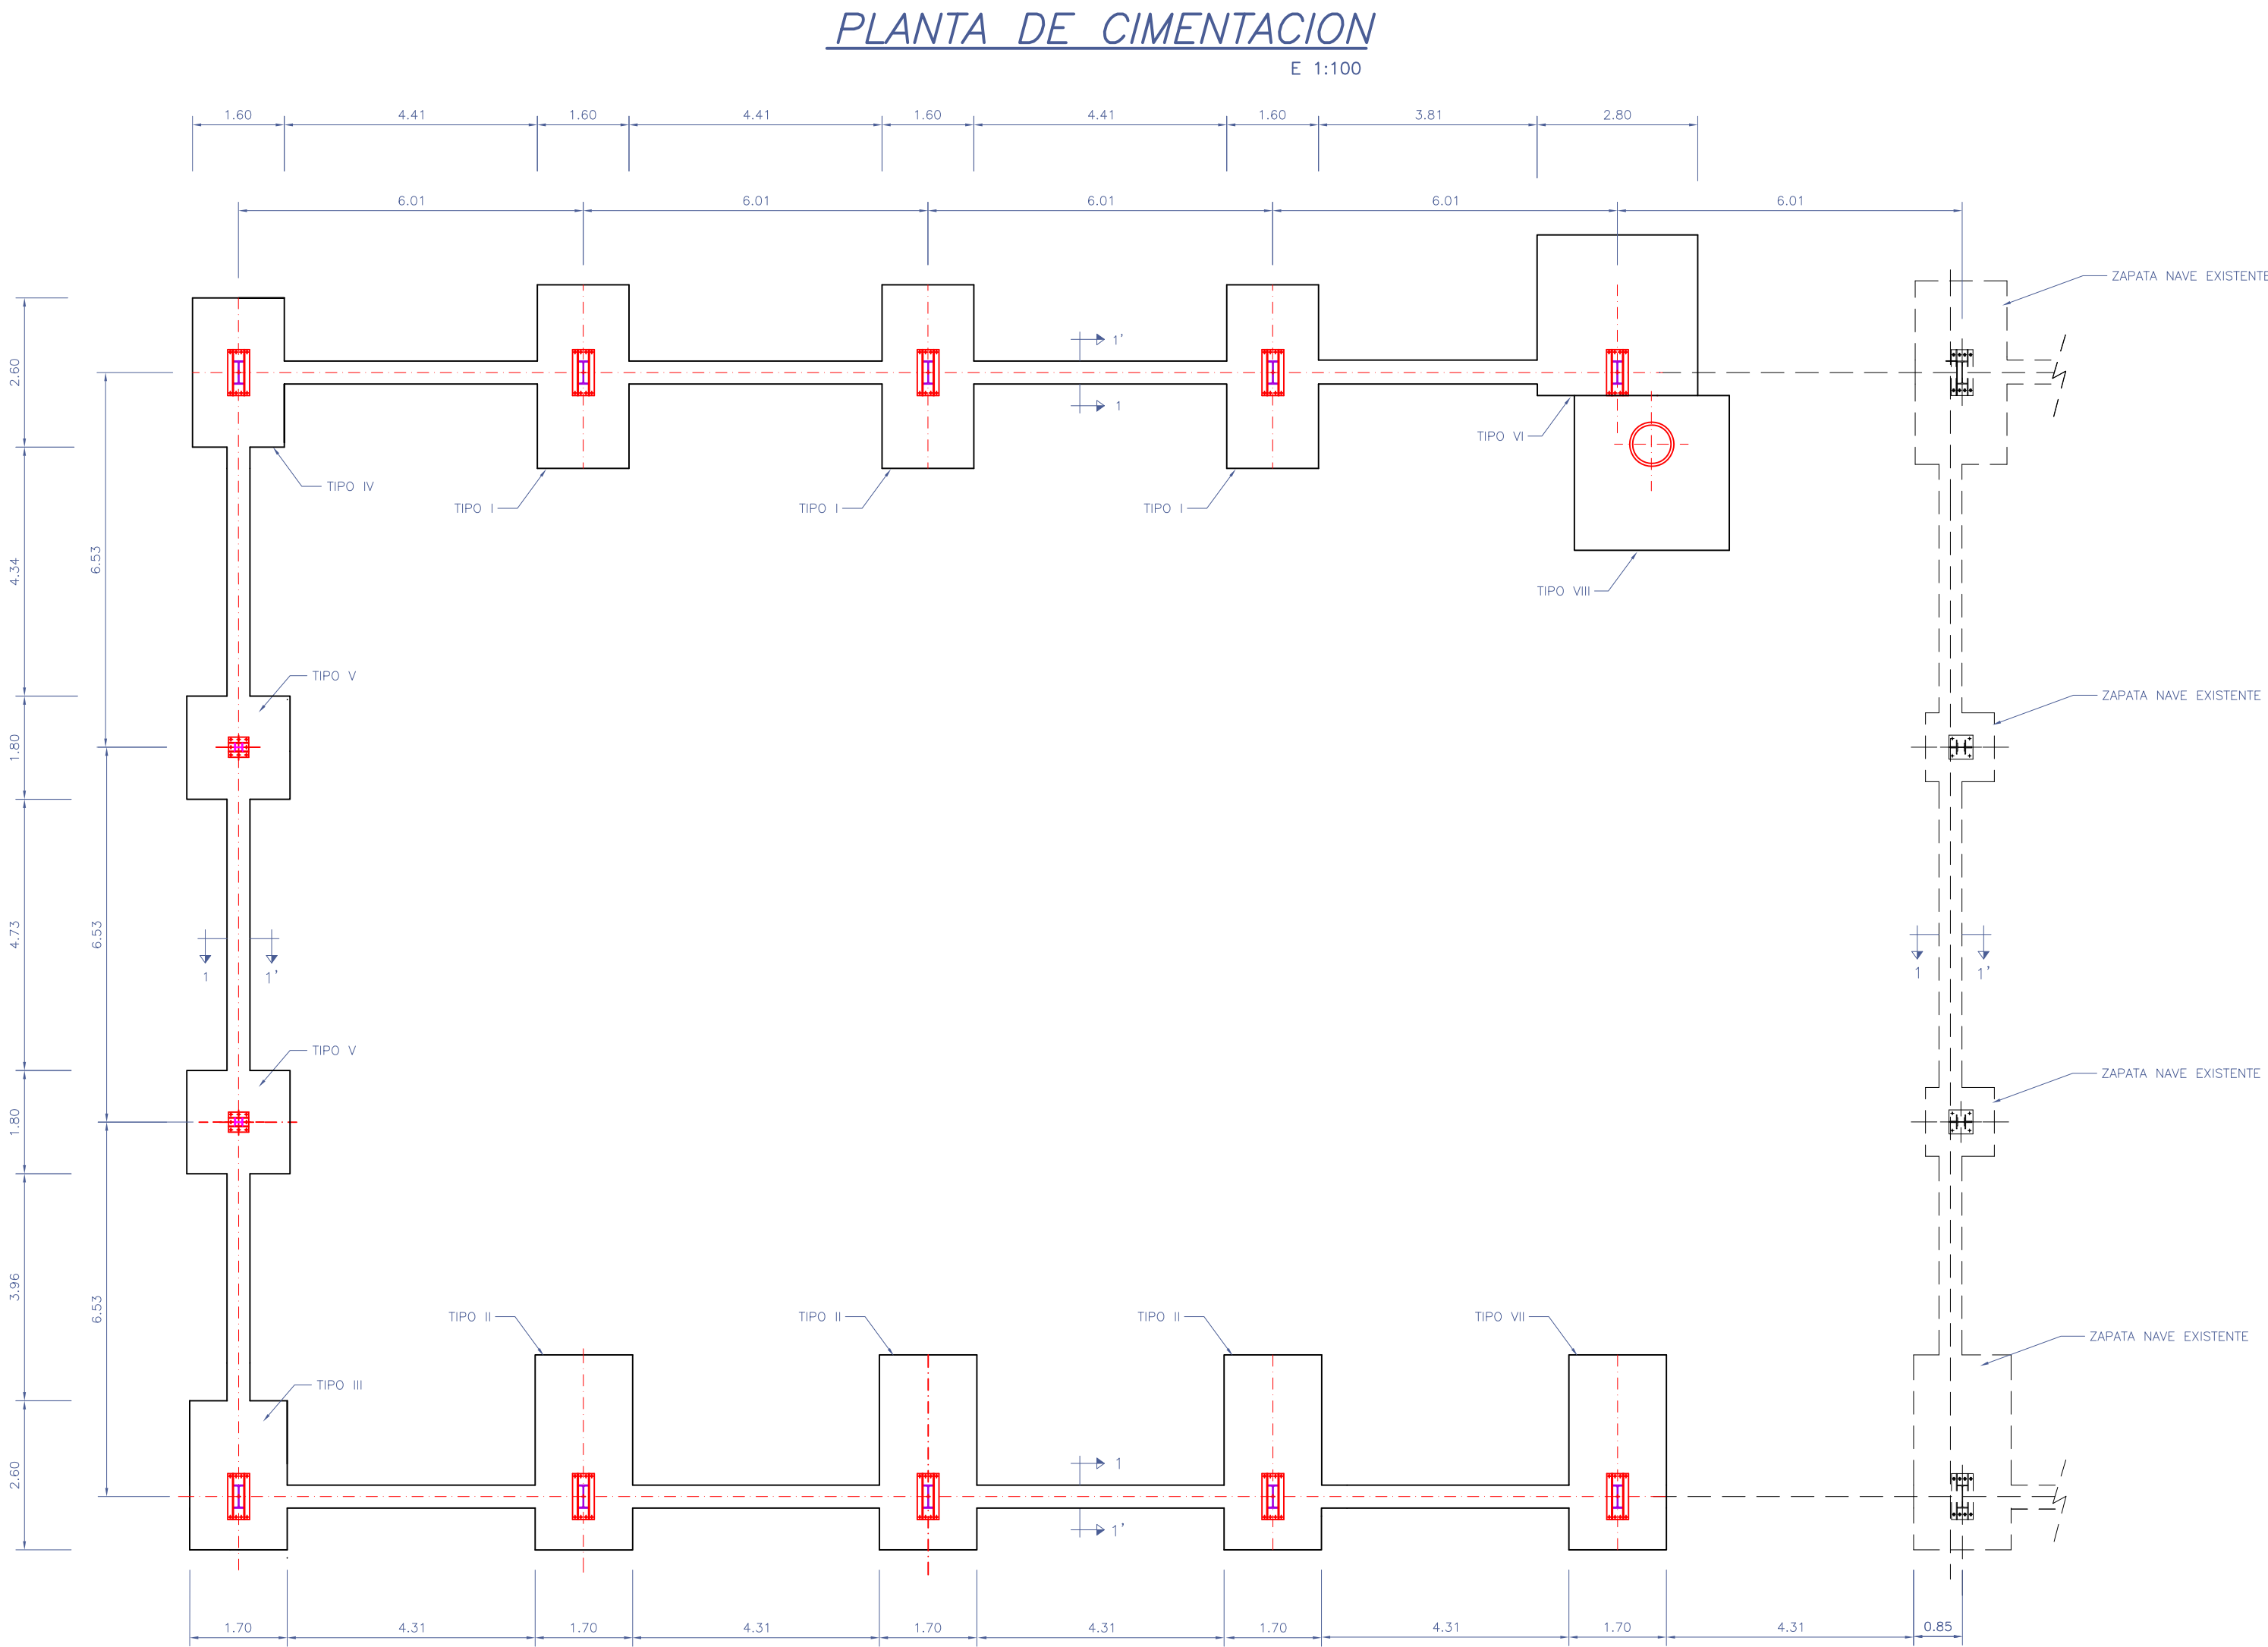 PLANTA DE CIMENTACION
E 1:100
1.60 4.41 1.60 4.41 1.60 4.41 1.60 3.81 2.80
6.01 6.01 6.01 6.01 6.01
ZAPATA NAVE EXISTENTE
1'
2.60
1
TIPO VI
TIPO IV
TIPO I TIPO I TIPO I
6.53
4.34
TIPO VIII
TIPO V
ZAPATA NAVE EXISTENTE
1.80
4.73
6.53
1 1' 1 1'
TIPO V
ZAPATA NAVE EXISTENTE
1.80
3.96
6.53
TIPO II TIPO II TIPO II TIPO VII
ZAPATA NAVE EXISTENTE
TIPO III
1
2.60
1'
1.70 4.31 1.70 4.31 1.70 4.31 1.70 4.31 1.70 4.31 0.85